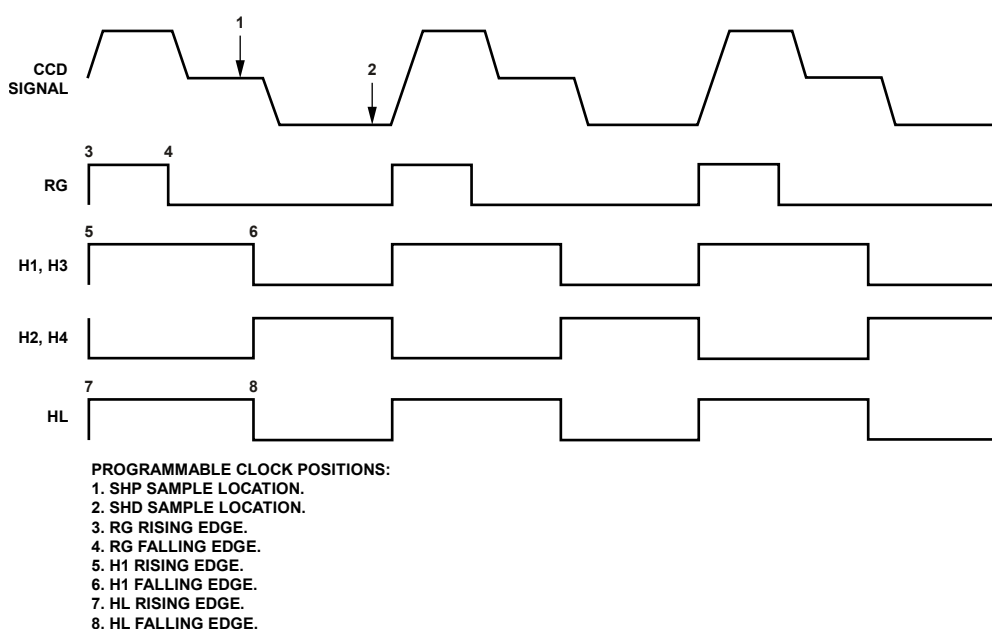 1
2
CCD
SIGNAL
3
4
RG
5
6
H1, H3
H2, H4
7
8
HL
PROGRAMMABLE CLOCK POSITIONS:
1. SHP SAMPLE LOCATION.
2. SHD SAMPLE LOCATION.
3. RG RISING EDGE.
4. RG FALLING EDGE.
5. H1 RISING EDGE.
6. H1 FALLING EDGE.
7. HL RISING EDGE.
8. HL FALLING EDGE.